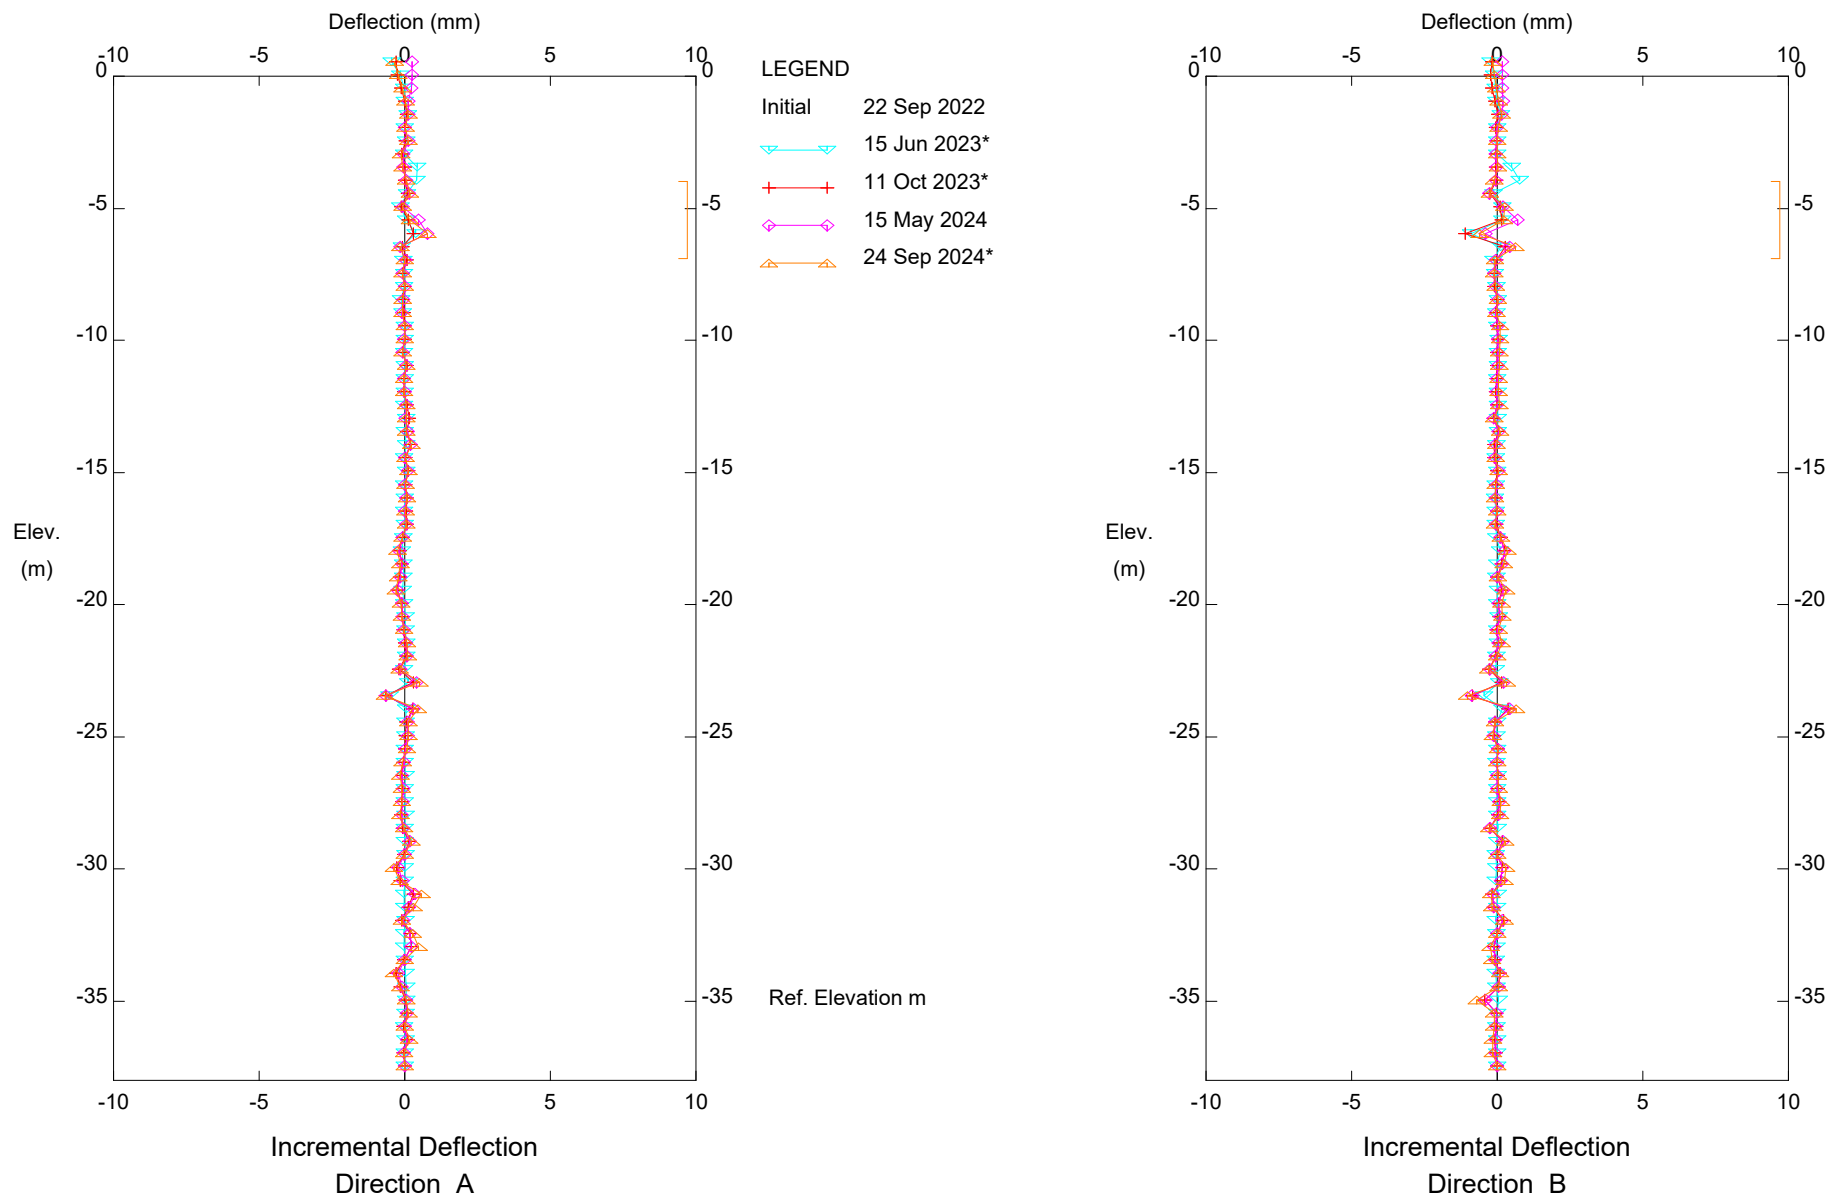 Deflection (mm)
-10 -5 0 5 10
0 0
-5 -5
-10 -10
-15 -15
-20 -20
-25 -25
-30 -30
-35 -35
Elev.
(m)
-10 -5 0 5 10
Incremental Deflection
Direction A
LEGEND
Initial 22 Sep 2022
15 Jun 2023*
11 Oct 2023*
15 May 2024
24 Sep 2024*
Ref. Elevation m
Deflection (mm)
-10 -5 0 5 10
0 0
-5 -5
-10 -10
-15 -15
-20 -20
-25 -25
-30 -30
-35 -35
Elev.
(m)
-10 -5 0 5 10
Incremental Deflection
Direction B